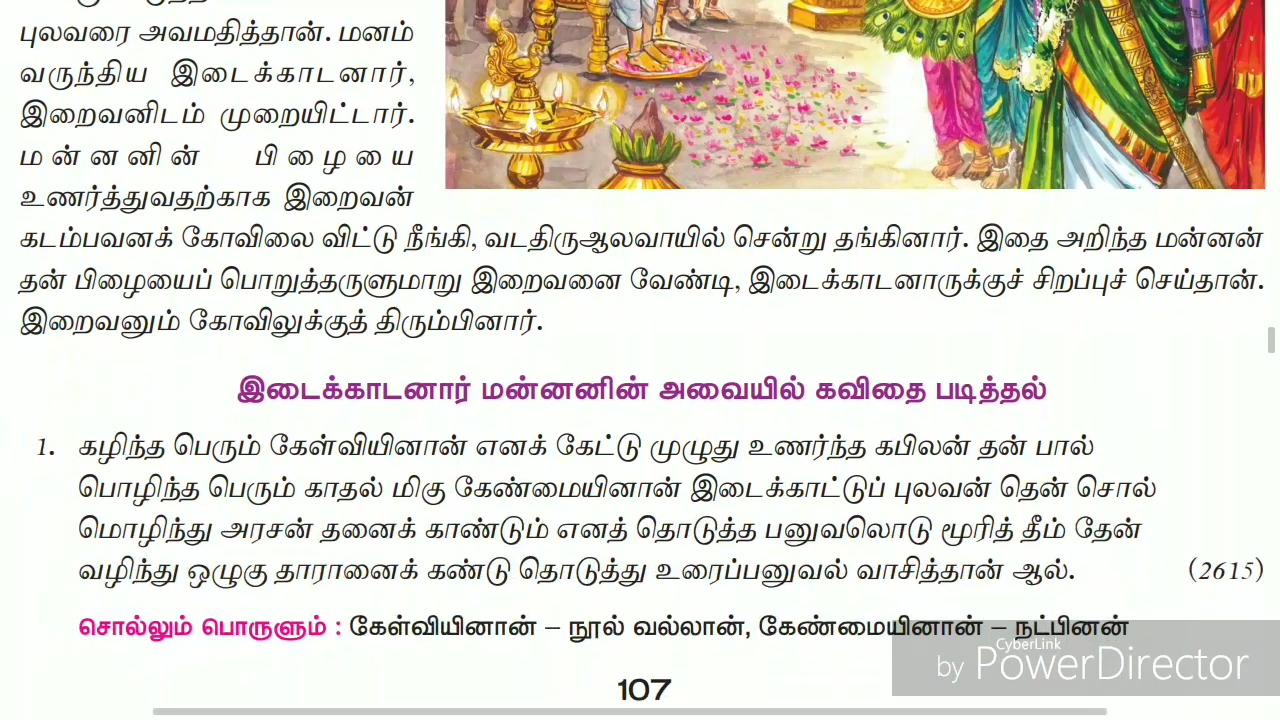 புலவரை அவமதித்தான். மனம்
வருந்திய இடைக்காடனார்,
இறைவனிடம் முறையிட்டார்.
மன்னனின் பிழையை
உணர்த்துவதற்காக இறைவன்
கடம்பவனக் கோவிலை விட்டு நீங்கி, வடதிருஆலவாயில் சென்று தங்கினார். இதை அறிந்த மன்னன்
தன் பிழையைப் பொறுத்தருளுமாறு இறைவனை வேண்டி, இடைக்காடனாருக்குச் சிறப்புச் செய்தான்.
இறைவனும் கோவிலுக்குத் திரும்பினார்.
இடைக்காடனார் மன்னனின் அவையில் கவிதை படித்தல்
1. கழிந்த பெரும் கேள்வியினான் எனக் கேட்டு முழுது உணர்ந்த கபிலன் தன் பால்
பொழிந்த பெரும் காதல் மிகு கேண்மையினான் இடைக்காட்டுப் புலவன் தென் சொல்
மொழிந்து அரசன் தனைக் காண்டும் எனத் தொடுத்த பனுவலொடு மூரித் தீம் தேன்
வழிந்து ஒழுகு தாரானைக் கண்டு தொடுத்து உரைப்பனுவல் வாசித்தான் ஆல். (2615)
சொல்லும் பொருளும் : கேள்வியினான் – நூல் வல்லான், கேண்மையினான் – நட்பினன்
CyberLink
by PowerDirector
107